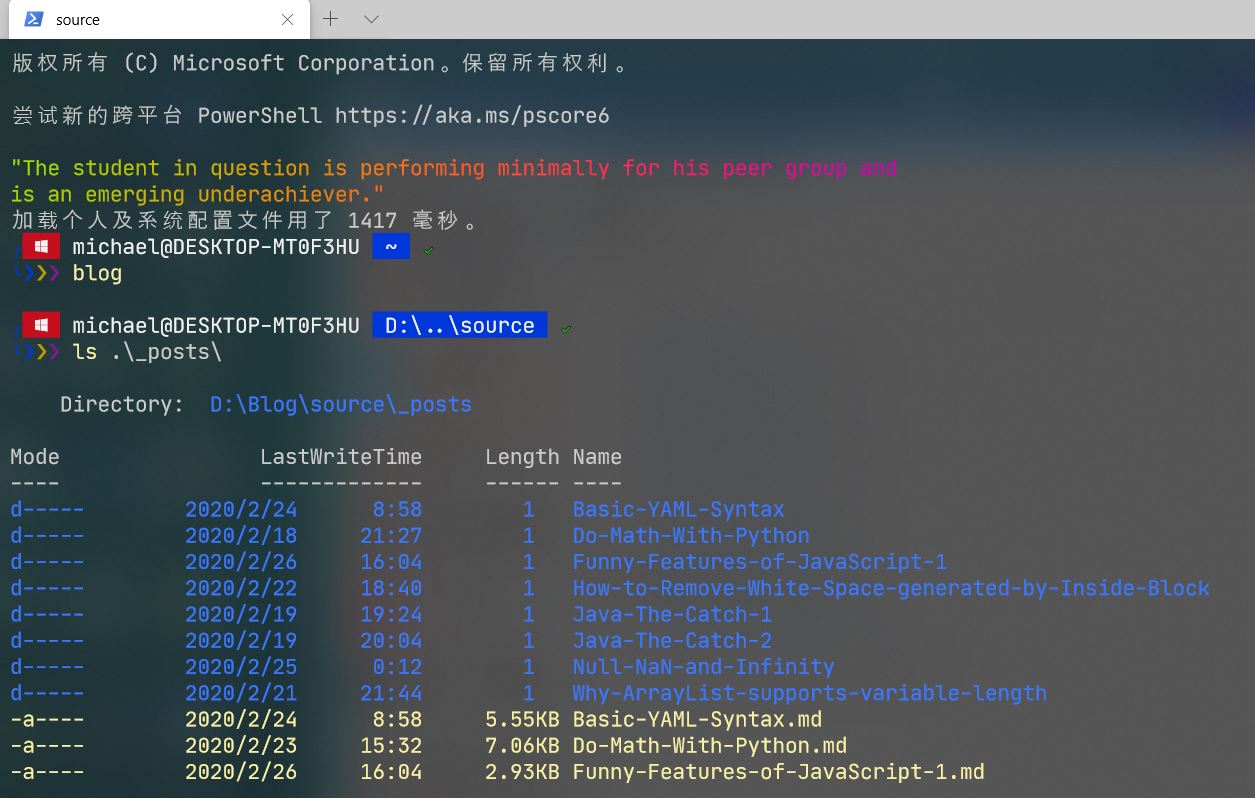 source
版权所有 (C) Microsoft Corporation。保留所有权利。
尝试新的跨平台 PowerShell https://aka.ms/pscore6
"The student in question is performing minimally for his peer group and
is an emerging underachiever."
加载个人及系统配置文件用了 1417 毫秒。
michael@DESKTOP-MT0F3HU ~ ✓
❯❯❯ blog
michael@DESKTOP-MT0F3HU D:\..\source ✓
❯❯❯ ls .\_posts\
Directory: D:\Blog\source\_posts
Mode LastWriteTime Length Name
---- ------------- ------ ----
d----- 2020/2/24 8:58 1 Basic-YAML-Syntax
d----- 2020/2/18 21:27 1 Do-Math-With-Python
d----- 2020/2/26 16:04 1 Funny-Features-of-JavaScript-1
d----- 2020/2/22 18:40 1 How-to-Remove-White-Space-generated-by-Inside-Block
d----- 2020/2/19 19:24 1 Java-The-Catch-1
d----- 2020/2/19 20:04 1 Java-The-Catch-2
d----- 2020/2/25 0:12 1 Null-NaN-and-Infinity
d----- 2020/2/21 21:44 1 Why-ArrayList-supports-variable-length
-a---- 2020/2/24 8:58 5.55KB Basic-YAML-Syntax.md
-a---- 2020/2/23 15:32 7.06KB Do-Math-With-Python.md
-a---- 2020/2/26 16:04 2.93KB Funny-Features-of-JavaScript-1.md